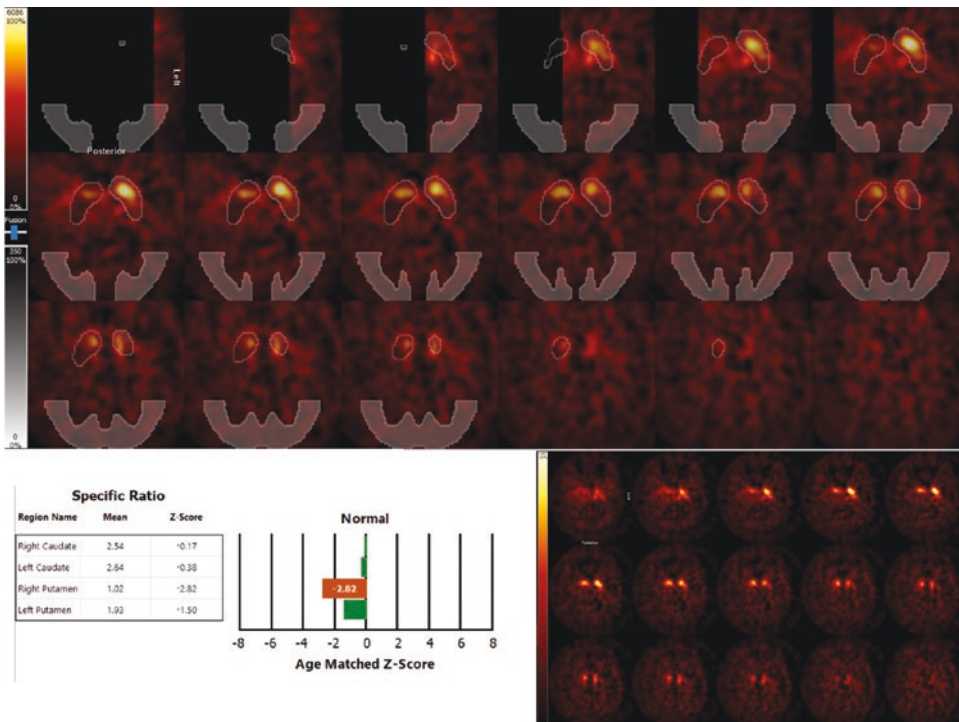 6086
100%
Left
Posterior
0
0%
Fusion
350
100%
0
0%
Specific Ratio
Region Name Mean Z-Score
Right Caudate 2.54 -0.17
Left Caudate 2.64 -0.38
Right Putamen 1.02 -2.82
Left Putamen 1.93 -1.50
Normal
-2.82
-8 -6 -4 -2 0 2 4 6 8
Age Matched Z-Score
Posterior